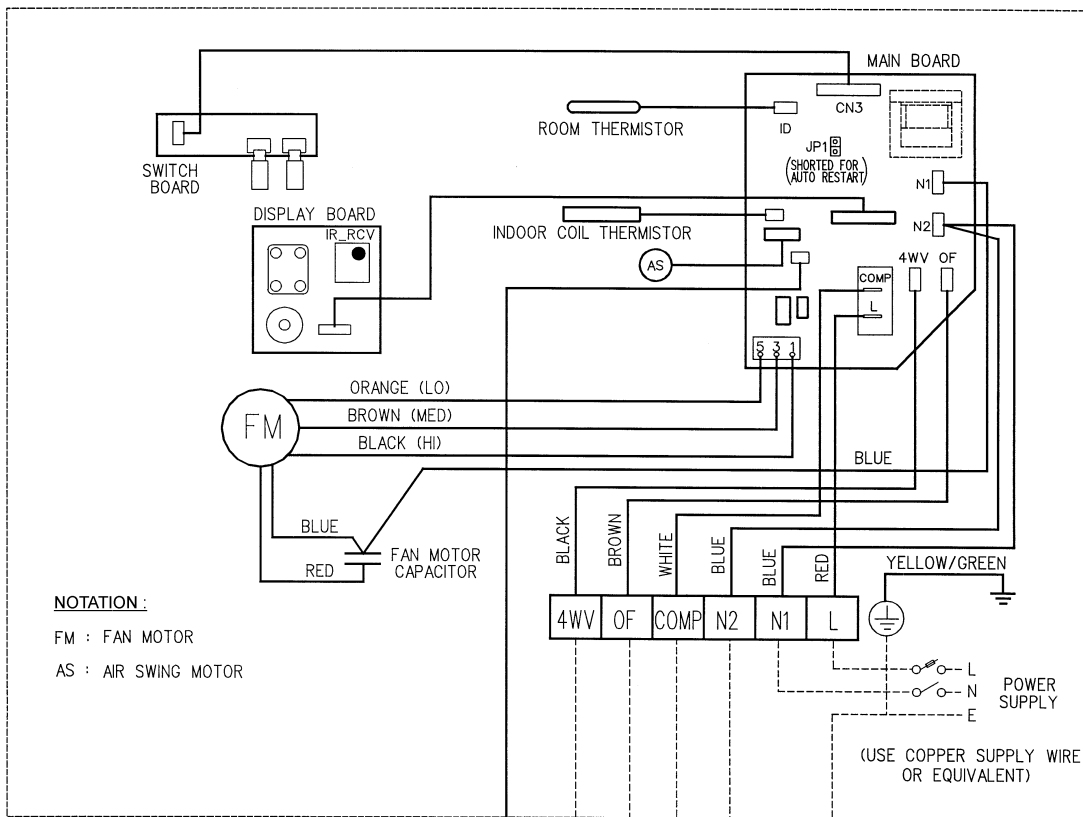 MAIN BOARD
CN3
ROOM THERMISTOR
ID
JP1
(SHORTED FOR
AUTO RESTART)
SWITCH
BOARD
N1
DISPLAY BOARD
IR_RCV
INDOOR COIL THERMISTOR
N2
AS
4WV
OF
COMP
L
5 3 1
ORANGE (LO)
BROWN (MED)
BLACK (HI)
FM
BLUE
BLUE
RED
FAN MOTOR
CAPACITOR
BLACK
BROWN
WHITE
BLUE
BLUE
RED
YELLOW/GREEN
NOTATION :
FM : FAN MOTOR
AS : AIR SWING MOTOR
4WV OF COMP N2 N1 L
L
N
E
POWER
SUPPLY
(USE COPPER SUPPLY WIRE
OR EQUIVALENT)